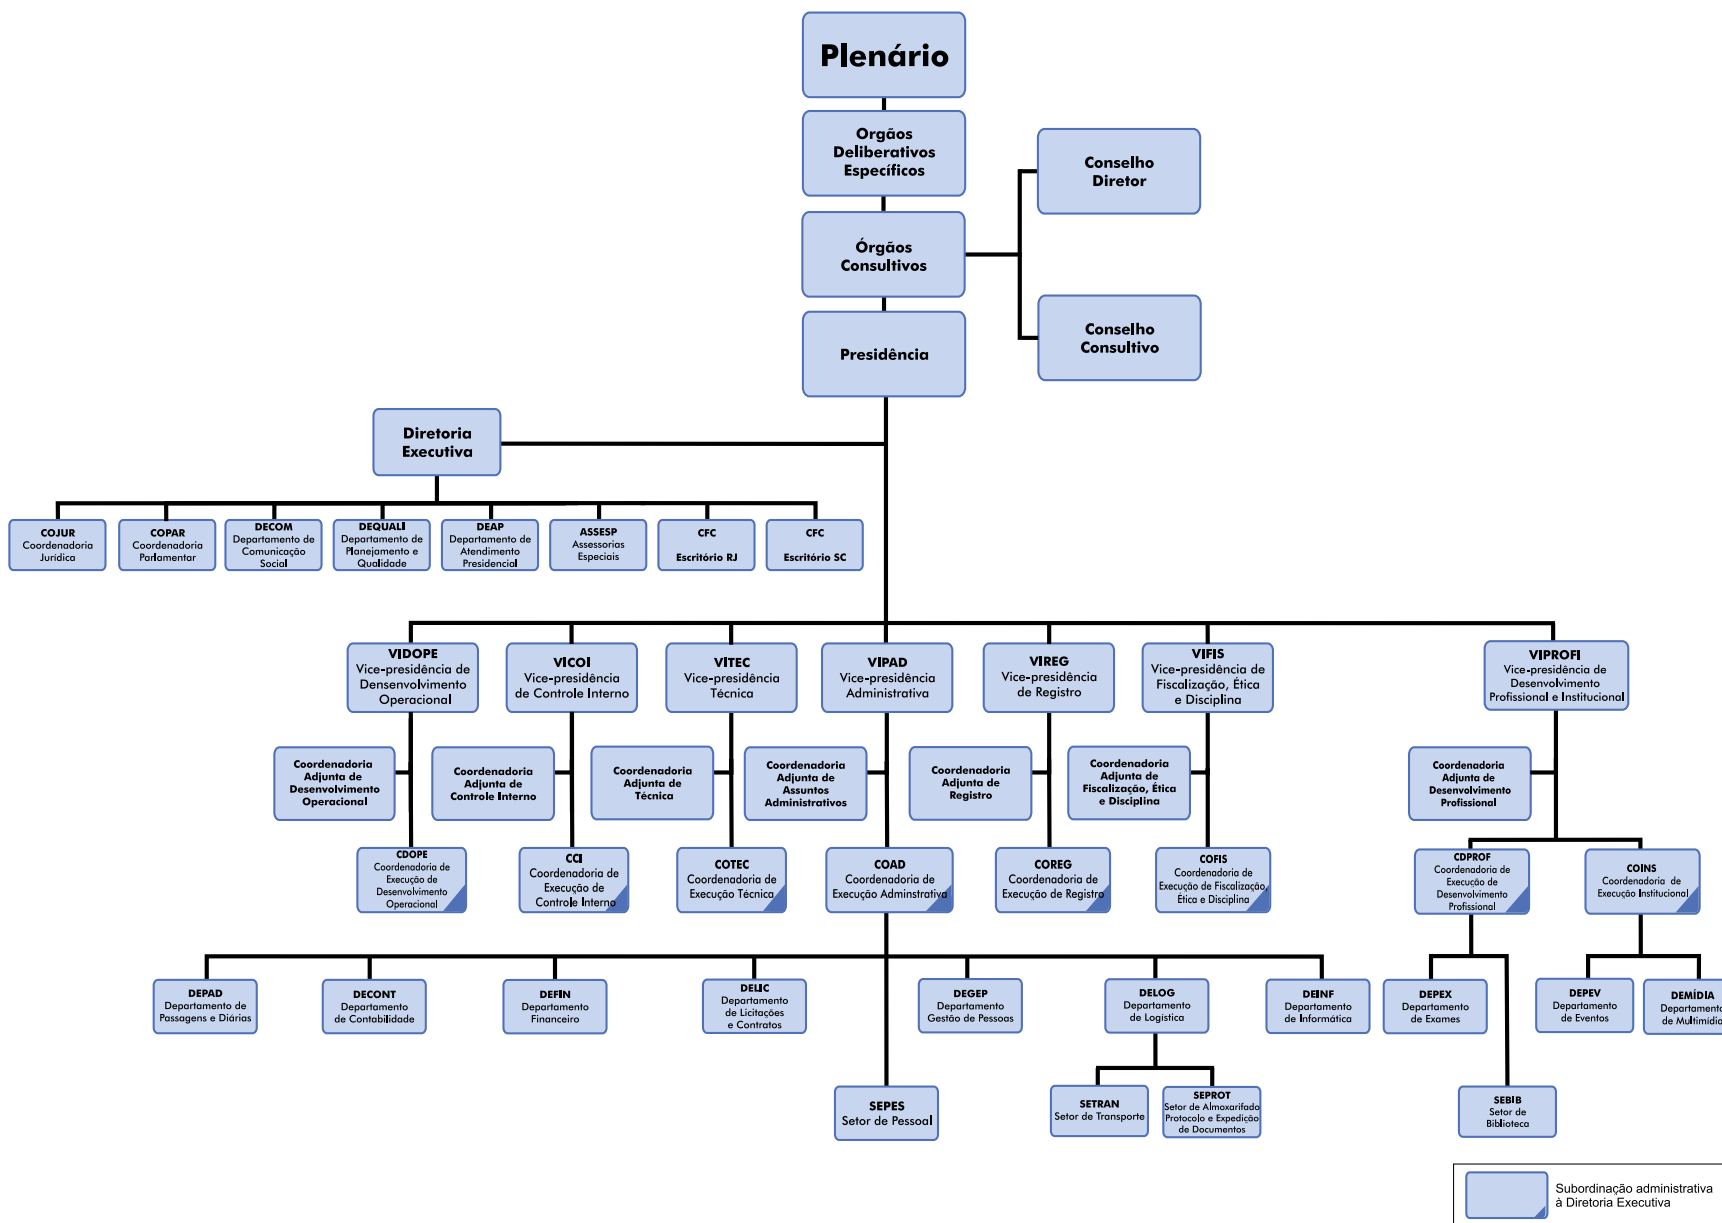 Plenário
Orgãos
Deliberativos
Específicos
Conselho
Diretor
Órgãos
Consultivos
Conselho
Consultivo
Presidência
Diretoria
Executiva
COJUR
Coordenadoria
Jurídica
COPAR
Coordenadoria
Parlamentar
DECOM
Departamento de
Comunicação
Social
DEQUALI
Departamento de
Planejamento e
Qualidade
DEAP
Departamento de
Atendimento
Presidencial
ASSESP
Assessorias
Especiais
CFC
Escritório RJ
CFC
Escritório SC
VIDOPE
Vice-presidência de
Densenvolvimento
Operacional
VICOI
Vice-presidência
de Controle Interno
VITEC
Vice-presidência
Técnica
VIPAD
Vice-presidência
Administrativa
VIREG
Vice-presidência
de Registro
VIFIS
Vice-presidência de
Fiscalização, Ética
e Disciplina
VIPROFI
Vice-presidência de
Desenvolvimento
Profissional e Institucional
Coordenadoria
Adjunta de
Desenvolvimento
Operacional
Coordenadoria
Adjunta de
Controle Interno
Coordenadoria
Adjunta de
Técnica
Coordenadoria
Adjunta de
Assuntos
Administrativos
Coordenadoria
Adjunta de
Registro
Coordenadoria
Adjunta de
Fiscalização, Ética
e Disciplina
Coordenadoria
Adjunta de
Desenvolvimento
Profissional
CDOPE
Coordenadoria de
Execução de
Desenvolvimento
Operacional
CCI
Coordenadoria de
Execução de
Controle Interno
COTEC
Coordenadoria de
Execução Técnica
COAD
Coordenadoria de
Execução Adminstrativa
COREG
Coordenadoria de
Execução de Registro
COFIS
Coordenadoria de
Execução de Fiscalização,
Ética e Disciplina
CDPROF
Coordenadoria de
Execução de
Desenvolvimento
Profissional
COINS
Coordenadoria de
Execução Institucional
DEPAD
Departamento de
Passagens e Diárias
DECONT
Departamento
de Contabilidade
DEFIN
Departamento
Financeiro
DELIC
Departamento
de Licitações
e Contratos
DEGEP
Departamento
Gestão de Pessoas
DELOG
Departamento
de Logística
DEINF
Departamento
de Informática
DEPEX
Departamento
de Exames
DEPEV
Departamento
de Eventos
DEMÍDIA
Departamento
de Multimídia
SEPES
Setor de Pessoal
SETRAN
Setor de Transporte
SEPROT
Setor de Almoxarifado
Protocolo e Expedição
de Documentos
SEBIB
Setor de
Biblioteca
Subordinação administrativa
à Diretoria Executiva